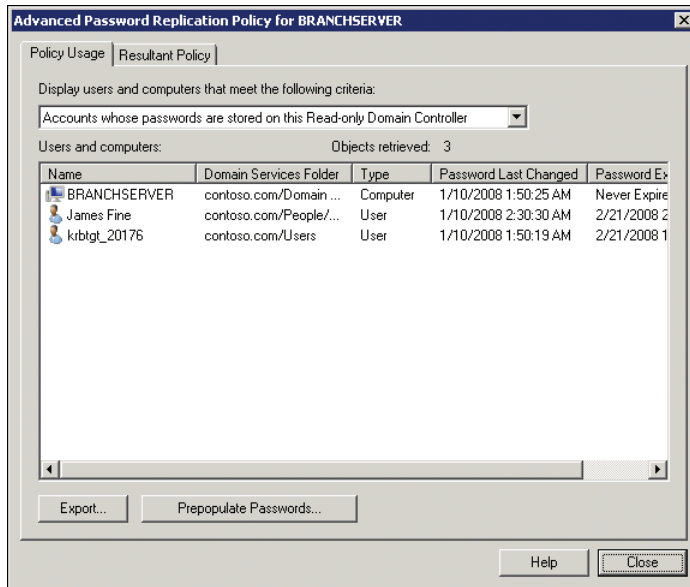 Advanced Password Replication Policy for BRANCHSERVER
Policy Usage Resultant Policy
Display users and computers that meet the following criteria:
Accounts whose passwords are stored on this Read-only Domain Controller
Users and computers: Objects retrieved: 3
Name Domain Services Folder Type Password Last Changed Password Ex
BRANCHSERVER contoso.com/Domain ... Computer 1/10/2008 1:50:25 AM Never Expire
James Fine contoso.com/People/... User 1/10/2008 2:30:30 AM 2/21/2008 2
krbtgt_20176 contoso.com/Users User 1/10/2008 1:50:19 AM 2/21/2008 1
Export... Prepopulate Passwords...
Help Close